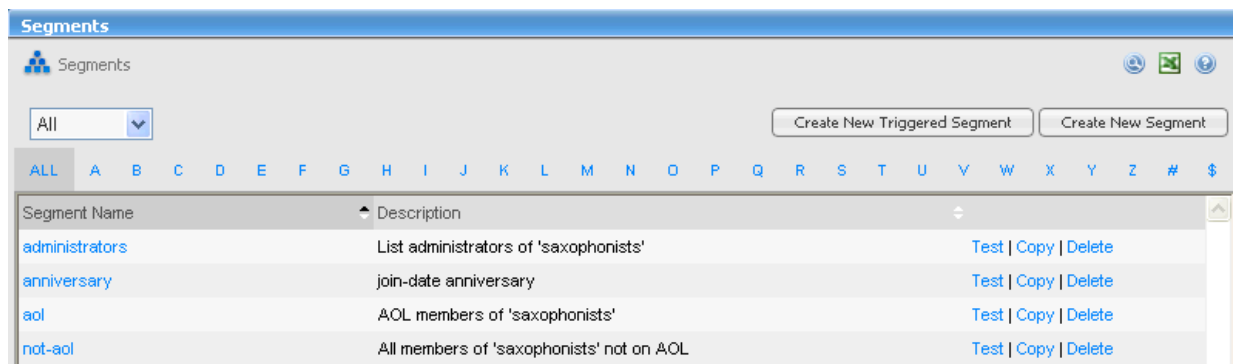 Segments
Segments
All
Create New Triggered Segment Create New Segment
ALL A B C D E F G H I J K L M N O P Q R S T U V W X Y Z # $
Segment Name Description
administrators List administrators of 'saxophonists' Test | Copy | Delete
anniversary join-date anniversary Test | Copy | Delete
aol AOL members of 'saxophonists' Test | Copy | Delete
not-aol All members of 'saxophonists' not on AOL Test | Copy | Delete